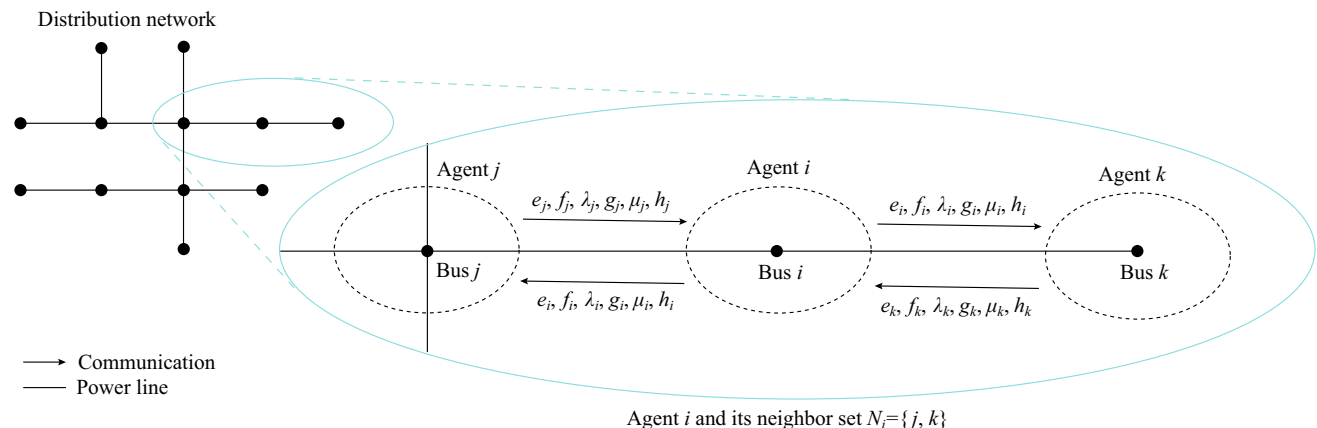 Distribution network
Agent j
Agent i
Agent k
e_j, f_j, λ_j, g_j, μ_j, h_j
e_i, f_i, λ_i, g_i, μ_i, h_i
Bus j
Bus i
Bus k
e_i, f_i, λ_i, g_i, μ_i, h_i
e_k, f_k, λ_k, g_k, μ_k, h_k
Communication
Power line
Agent i and its neighbor set N_i={j, k}